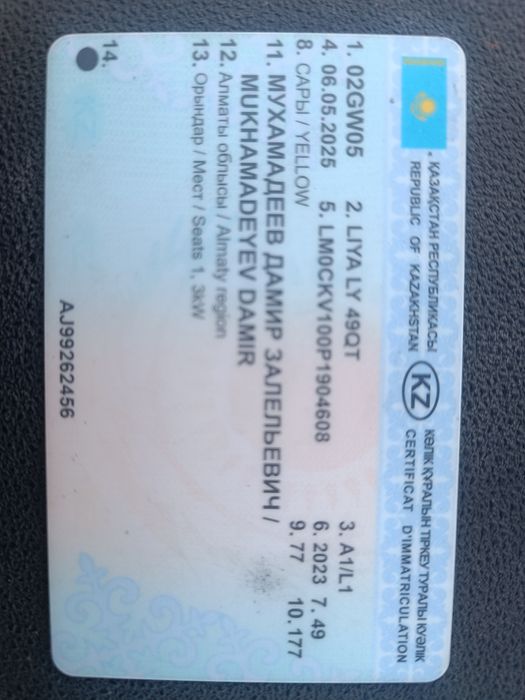 ҚАЗАҚСТАН РЕСПУБЛИКАСЫ
REPUBLIC OF KAZAKHSTAN
KZ
КӨЛІК ҚҰРАЛЫН ТІРКЕУ ТУРАЛЫ КУӘЛІК
CERTIFICAT D'IMMATRICULATION
1. 02GW05 2. LIYA LY 49QT 3. A1/L1
4. 06.05.2025 5. LM0CKV100P1904608 6. 2023 7. 49
8. САРЫ / YELLOW 9. 77 10. 177
11. МУХАМАДЕЕВ ДАМИР ЗАЛЕЛЬЕВИЧ /
MUKHAMADEYEV DAMIR
12. Алматы облысы / Almaty region
13. Орындар / Мест / Seats 1, 3kW
14.
AJ99262456